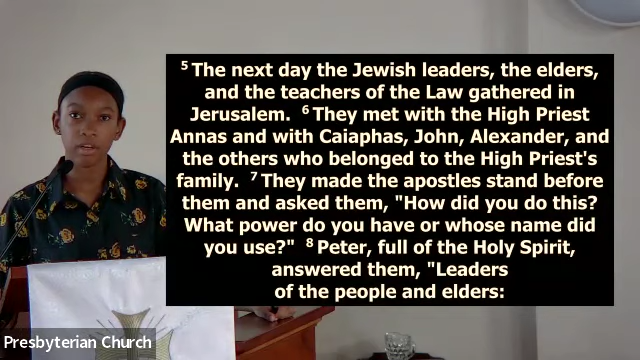 ⁵ The next day the Jewish leaders, the elders,
and the teachers of the Law gathered in
Jerusalem. ⁶ They met with the High Priest
Annas and with Caiaphas, John, Alexander, and
the others who belonged to the High Priest's
family. ⁷ They made the apostles stand before
them and asked them, "How did you do this?
What power do you have or whose name did
you use?" ⁸ Peter, full of the Holy Spirit,
answered them, "Leaders
of the people and elders:
Presbyterian Church